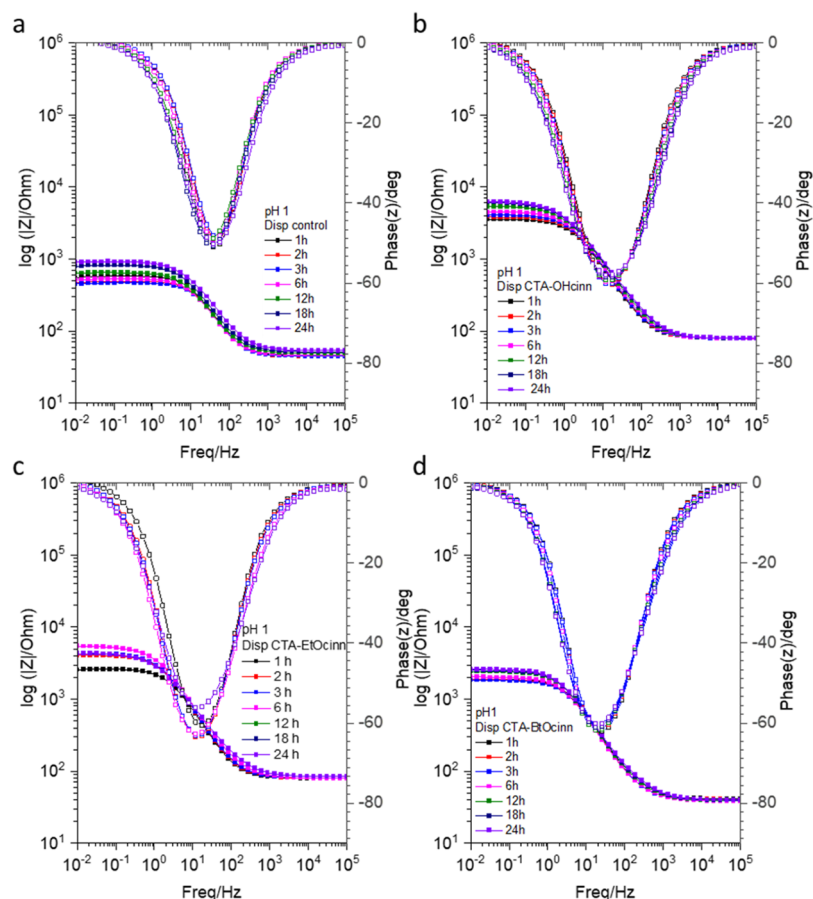 a
10^6
10^5
10^4
10^3
10^2
10^1
log (|Z|/Ohm)
0
-20
-40
-60
-80
Phase(z)/deg
pH 1
Disp control
1h
2h
3h
6h
12h
18h
24h
10^-2 10^-1 10^0 10^1 10^2 10^3 10^4 10^5
Freq/Hz
b
10^6
10^5
10^4
10^3
10^2
10^1
log (|Z|/Ohm)
0
-20
-40
-60
-80
Phase(z)/deg
pH 1
Disp CTA-OHcinn
1h
2h
3h
6h
12h
18h
24h
10^-2 10^-1 10^0 10^1 10^2 10^3 10^4 10^5
Freq/Hz
c
10^6
10^5
10^4
10^3
10^2
10^1
log (|Z|/Ohm)
0
-20
-40
-60
-80
Phase(z)/deg
pH 1
Disp CTA-EtOcinn
1 h
2 h
3 h
6 h
12 h
18 h
24 h
10^-2 10^-1 10^0 10^1 10^2 10^3 10^4 10^5
Freq/Hz
d
10^6
10^5
10^4
10^3
10^2
10^1
log (|Z|/Ohm)
0
-20
-40
-60
-80
Phase(z)/deg
pH1
Disp CTA-BtOcinn
1h
2h
3h
6h
12h
18h
24h
10^-2 10^-1 10^0 10^1 10^2 10^3 10^4 10^5
Freq/Hz